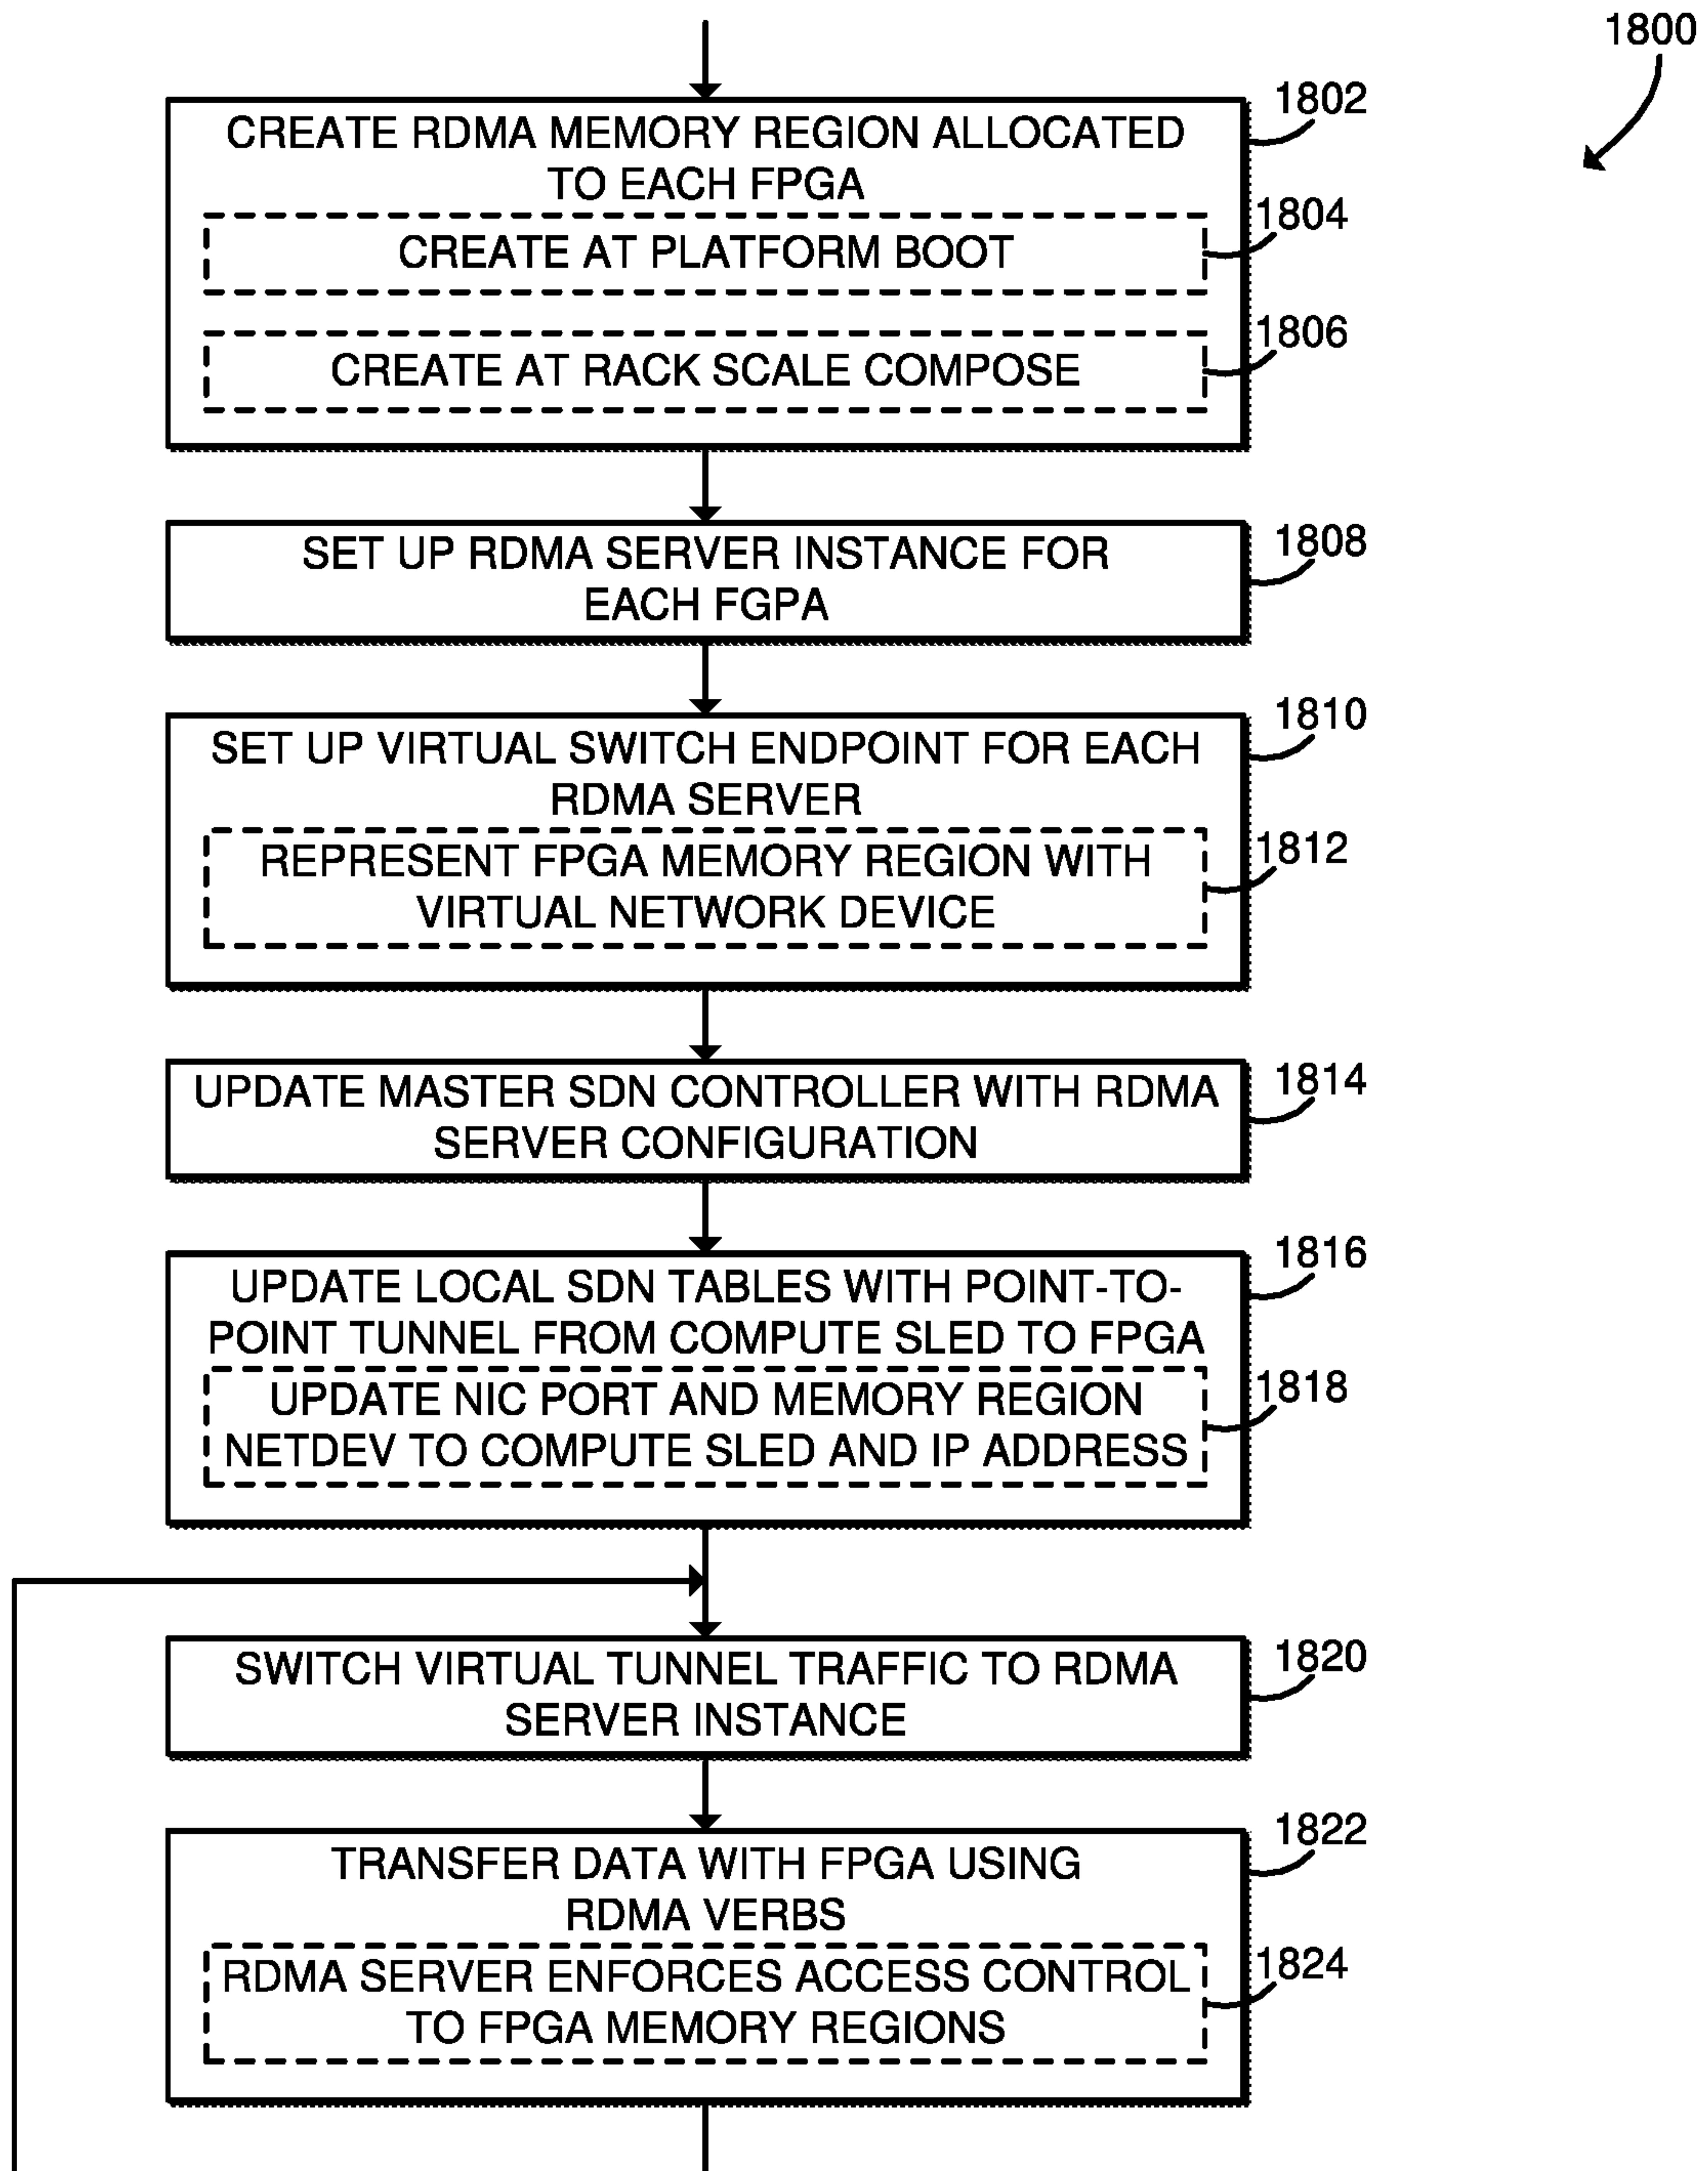 1800
1802
CREATE RDMA MEMORY REGION ALLOCATED
TO EACH FPGA
1804
CREATE AT PLATFORM BOOT
1806
CREATE AT RACK SCALE COMPOSE
1808
SET UP RDMA SERVER INSTANCE FOR
EACH FGPA
1810
SET UP VIRTUAL SWITCH ENDPOINT FOR EACH
RDMA SERVER
1812
REPRESENT FPGA MEMORY REGION WITH
VIRTUAL NETWORK DEVICE
1814
UPDATE MASTER SDN CONTROLLER WITH RDMA
SERVER CONFIGURATION
1816
UPDATE LOCAL SDN TABLES WITH POINT-TO-
POINT TUNNEL FROM COMPUTE SLED TO FPGA
1818
UPDATE NIC PORT AND MEMORY REGION
NETDEV TO COMPUTE SLED AND IP ADDRESS
1820
SWITCH VIRTUAL TUNNEL TRAFFIC TO RDMA
SERVER INSTANCE
1822
TRANSFER DATA WITH FPGA USING
RDMA VERBS
1824
RDMA SERVER ENFORCES ACCESS CONTROL
TO FPGA MEMORY REGIONS